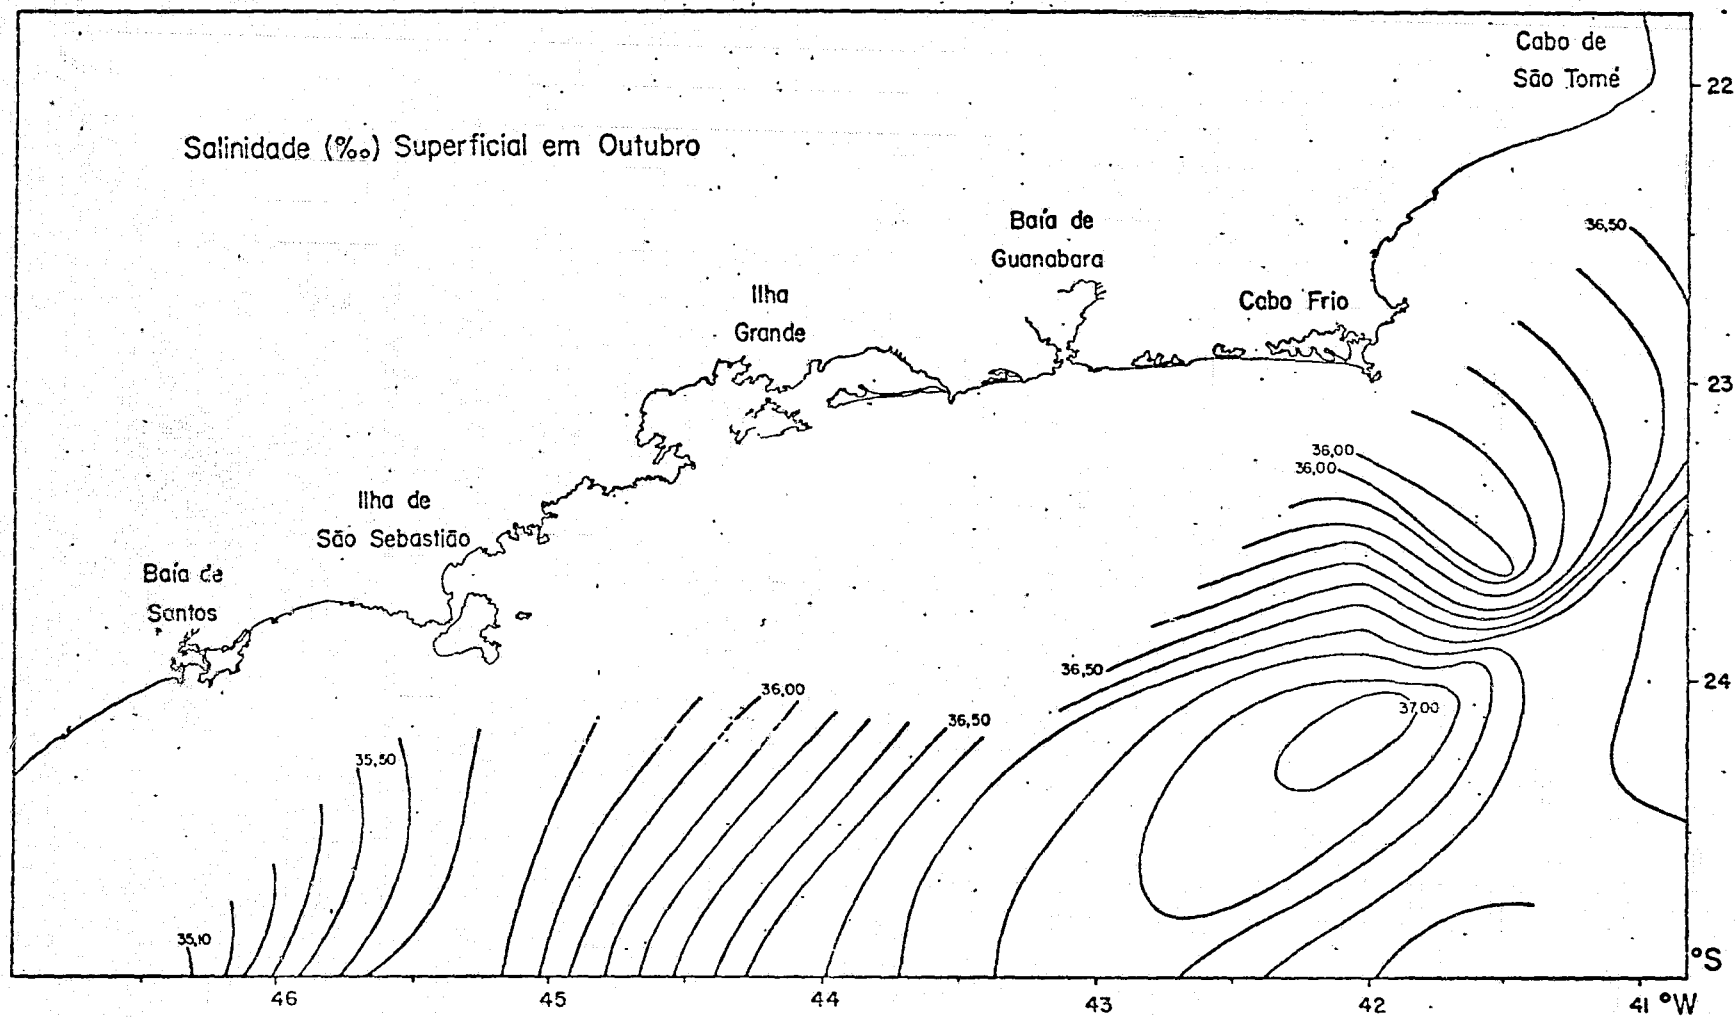 Cabo de
São Tomé
22
Salinidade (‰) Superficial em Outubro
Baía de
Guanabara
36,50
Ilha
Grande
Cabo Frio
23
36,00
36,00
Ilha de
São Sebastião
Baía de
Santos
36,50
24
36,00
36,50
37,00
35,50
35,10
°S
46
45
44
43
42
41 °W